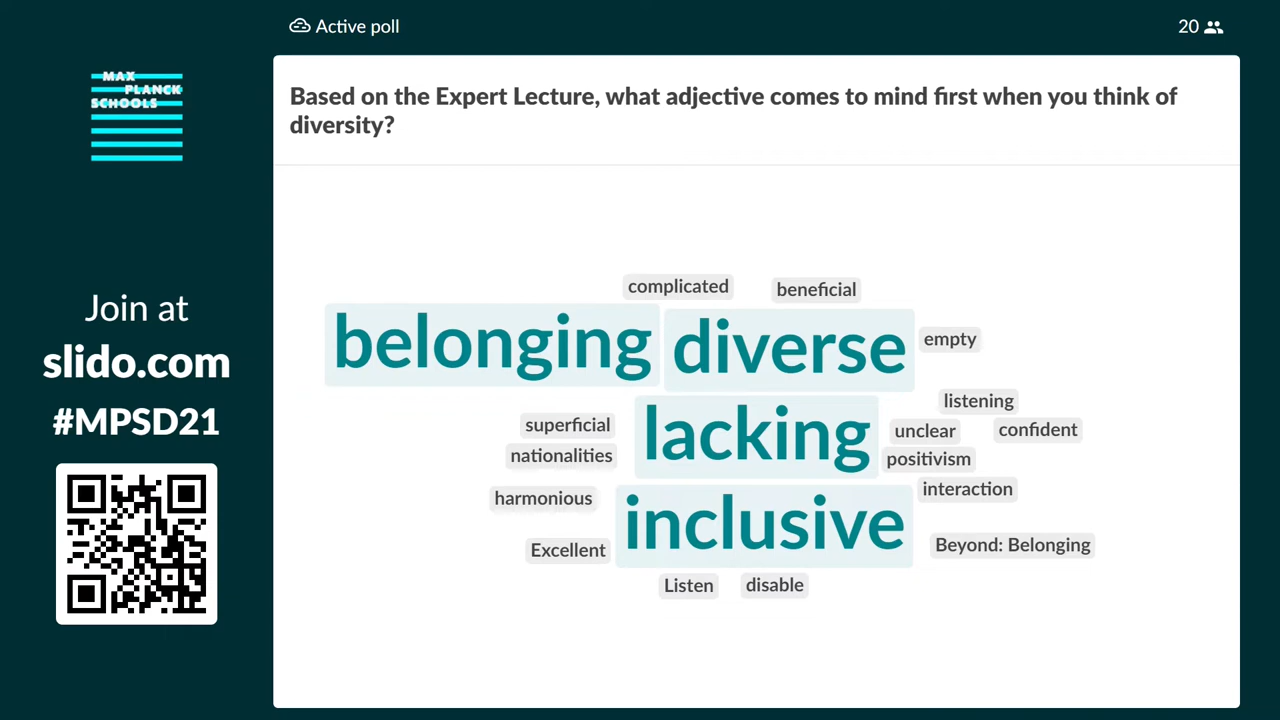 Active poll
20
MAX
PLANCK
SCHOOLS
Based on the Expert Lecture, what adjective comes to mind first when you think of
diversity?
Join at
slido.com
#MPSD21
complicated
beneficial
belonging
diverse
empty
listening
superficial
lacking
unclear
confident
nationalities
positivism
harmonious
interaction
inclusive
Excellent
Beyond: Belonging
Listen
disable